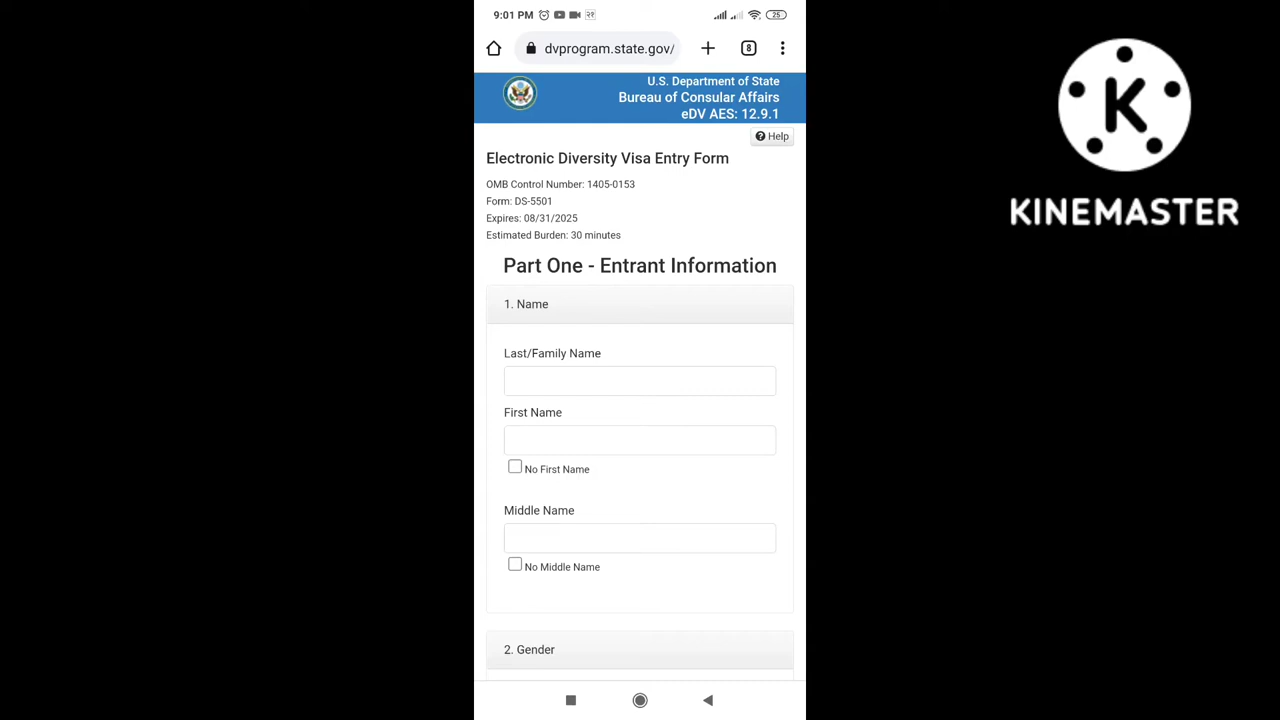 9:01 PM २१ 25
dvprogram.state.gov/ 8
U.S. Department of State
Bureau of Consular Affairs
eDV AES: 12.9.1
Help
Electronic Diversity Visa Entry Form
OMB Control Number: 1405-0153
Form: DS-5501
Expires: 08/31/2025
Estimated Burden: 30 minutes
Part One - Entrant Information
1. Name
Last/Family Name
First Name
No First Name
Middle Name
No Middle Name
2. Gender
K
KINEMASTER